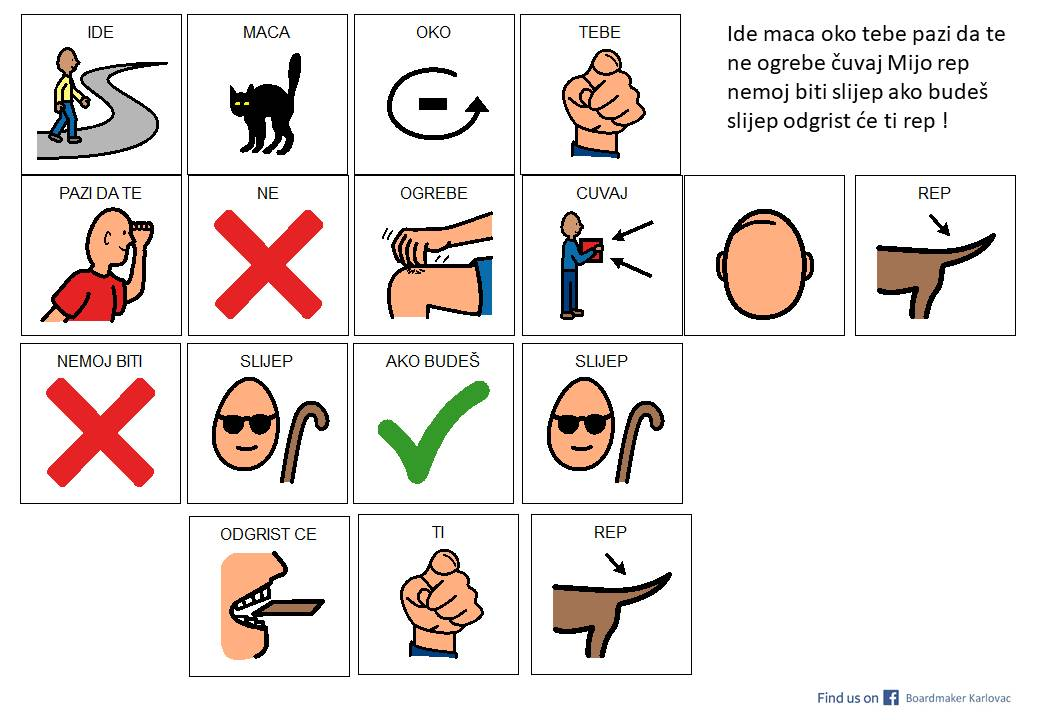 IDE MACA OKO TEBE
Ide maca oko tebe pazi da te
ne ogrebe čuvaj Mijo rep
nemoj biti slijep ako budeš
slijep odgrist će ti rep !
PAZI DA TE NE OGREBE CUVAJ REP
NEMOJ BITI SLIJEP AKO BUDEŠ SLIJEP
ODGRIST CE TI REP
Find us on f Boardmaker Karlovac